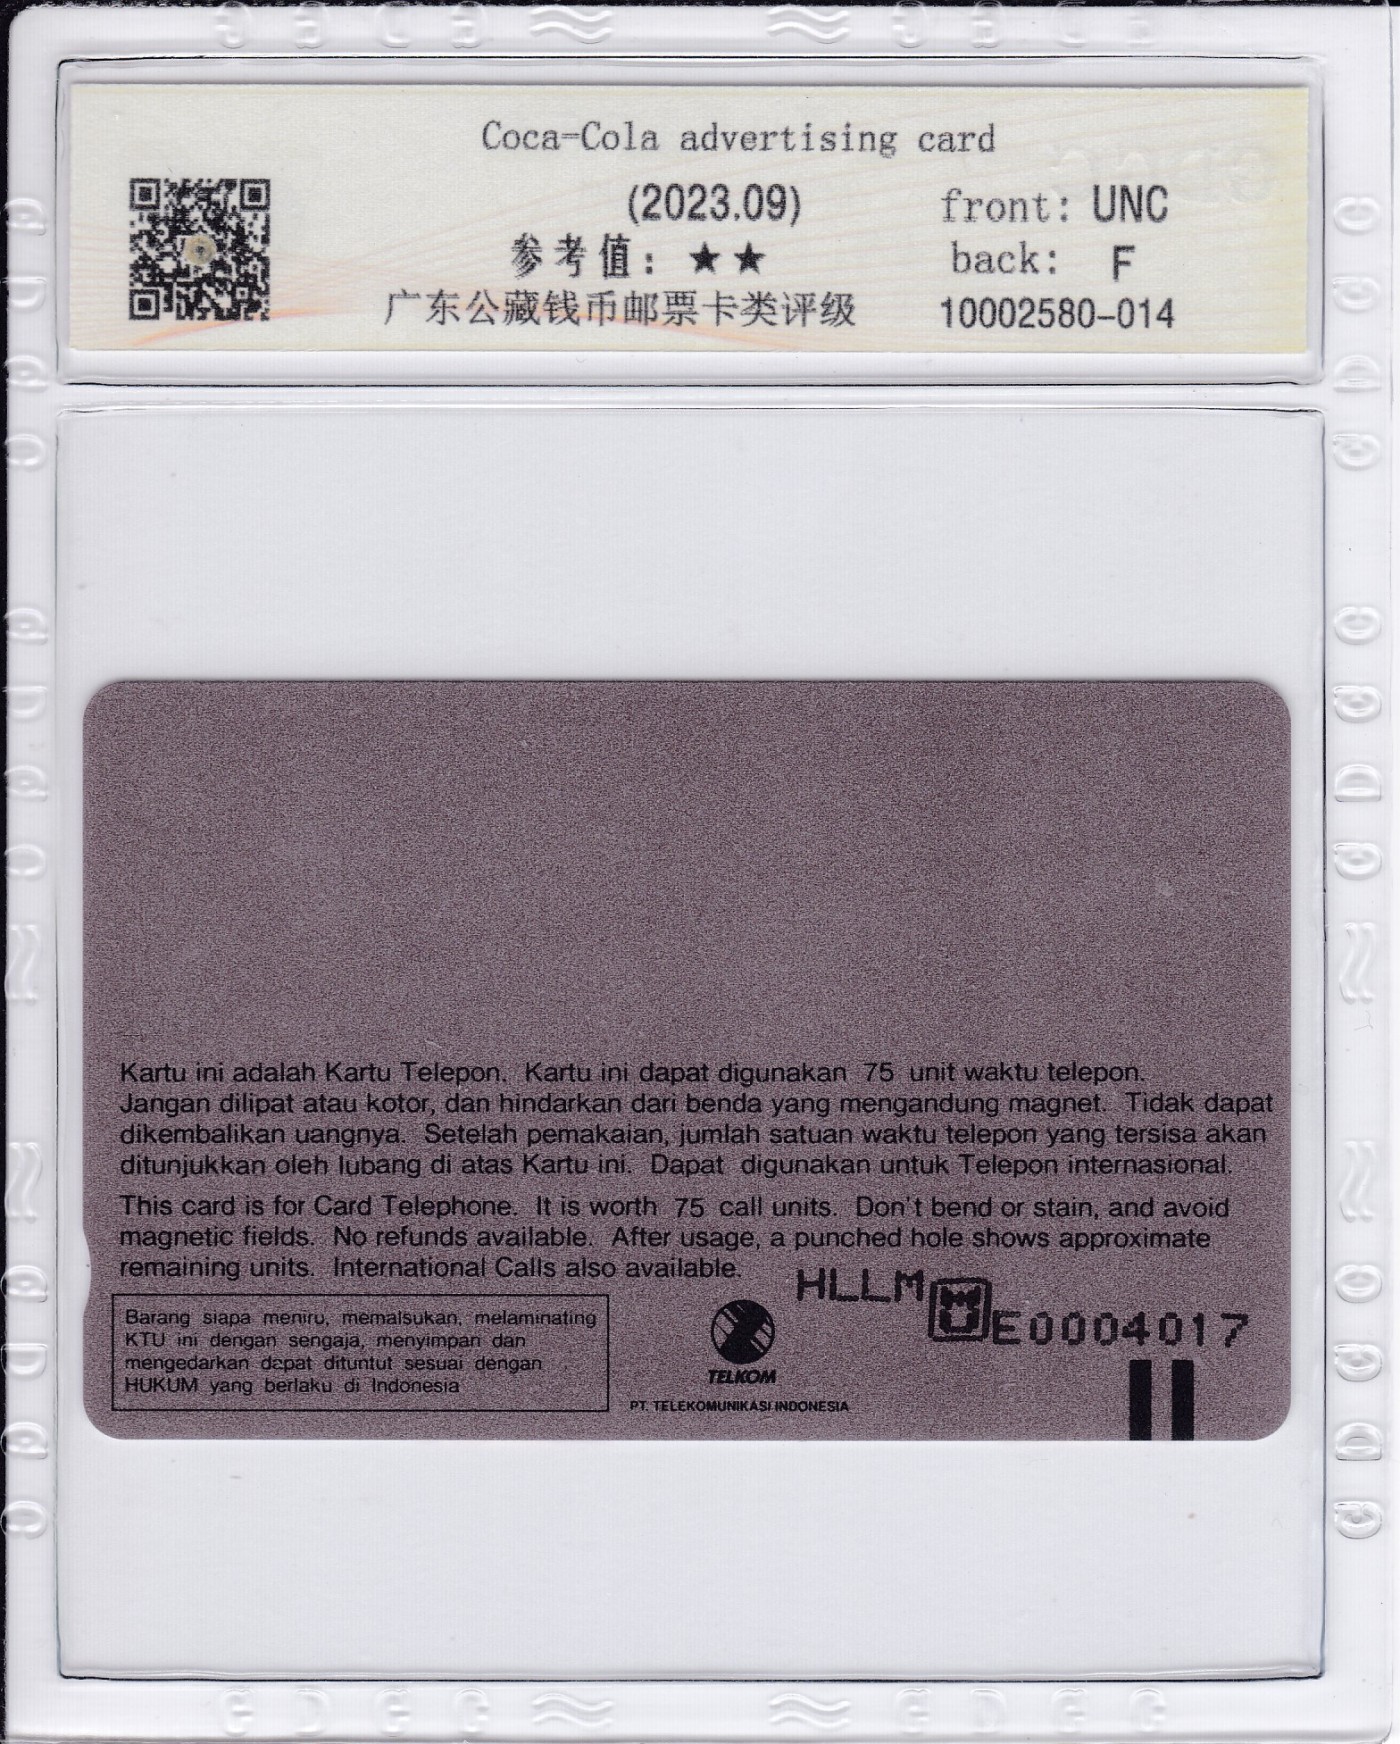 Coca-Cola advertising card
(2023.09)
front: UNC
参考值: ★★
back: F
广东公藏钱币邮票卡类评级
10002580-014
Kartu ini adalah Kartu Telepon. Kartu ini dapat digunakan 75 unit waktu telepon.
Jangan dilipat atau kotor, dan hindarkan dari benda yang mengandung magnet. Tidak dapat
dikembalikan uangnya. Setelah pemakaian, jumlah satuan waktu telepon yang tersisa akan
ditunjukkan oleh lubang di atas Kartu ini. Dapat digunakan untuk Telepon internasional.
This card is for Card Telephone. It is worth 75 call units. Don't bend or stain, and avoid
magnetic fields. No refunds available. After usage, a punched hole shows approximate
remaining units. International Calls also available.
HLLM
E0004017
Barang siapa meniru, memalsukan, melaminating
KTU ini dengan sengaja, menyimpan dan
mengedarkan dapat dituntut sesuai dengan
HUKUM yang berlaku di Indonesia
TELKOM
PT. TELEKOMUNIKASI INDONESIA
GDGC